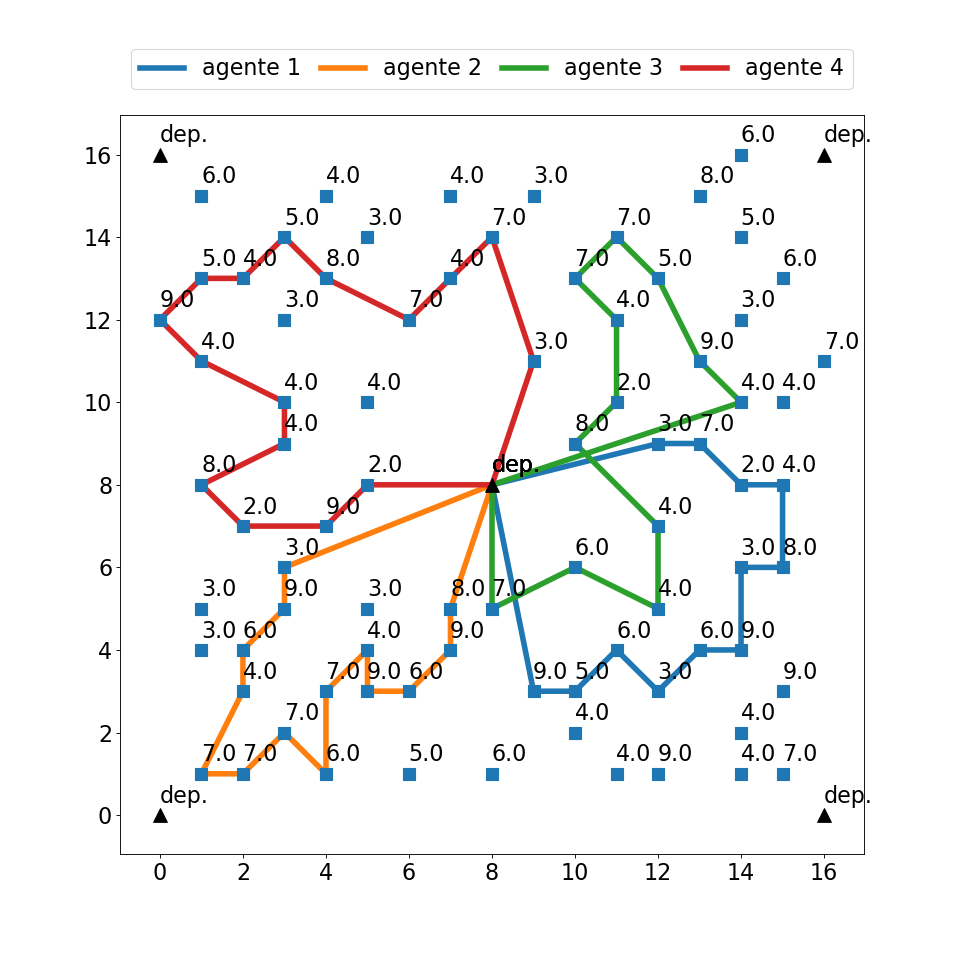 agente 1 agente 2 agente 3 agente 4
dep. 6.0 dep.
16
6.0 4.0 4.0 3.0 8.0
5.0 3.0 7.0 7.0 5.0
14
5.0 4.0 8.0 4.0 7.0 5.0 6.0
9.0 3.0 7.0 4.0 3.0
12
4.0 3.0 9.0 7.0
4.0 4.0 2.0 4.0 4.0
10
4.0 8.0 3.0 7.0
8.0 2.0 dep. dep. 2.0 4.0
8
2.0 9.0 4.0
3.0 6.0 3.0 8.0
6
3.0 9.0 3.0 8.0 7.0 4.0
3.0 6.0 4.0 9.0 6.0 6.0 9.0
4
4.0 7.0 9.0 6.0 9.0 5.0 3.0 9.0
7.0 4.0 4.0
2
7.0 7.0 6.0 5.0 6.0 4.0 9.0 4.0 7.0
dep. dep.
0
0 2 4 6 8 10 12 14 16